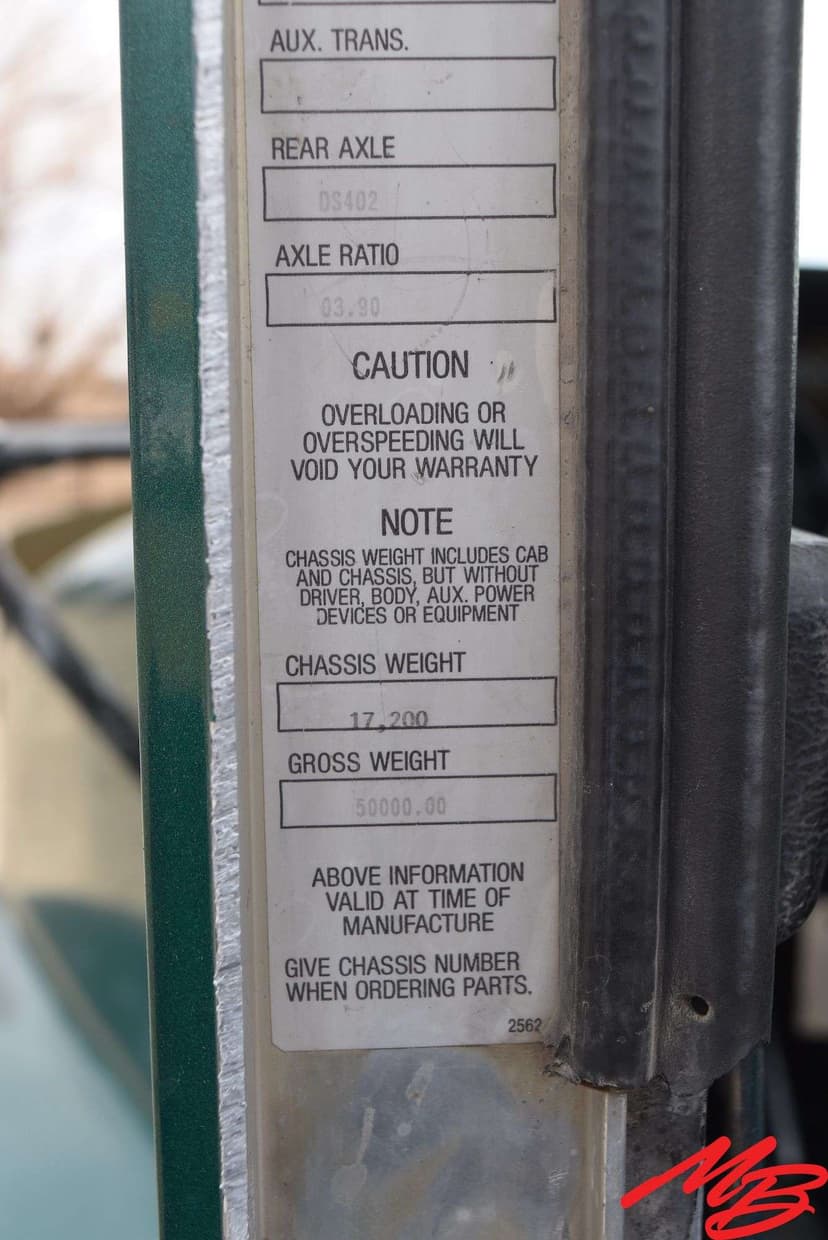 AUX. TRANS.
REAR AXLE
DS402
AXLE RATIO
03.90
CAUTION
OVERLOADING OR
OVERSPEEDING WILL
VOID YOUR WARRANTY
NOTE
CHASSIS WEIGHT INCLUDES CAB
AND CHASSIS, BUT WITHOUT
DRIVER, BODY, AUX. POWER
DEVICES OR EQUIPMENT
CHASSIS WEIGHT
17,200
GROSS WEIGHT
50000.00
ABOVE INFORMATION
VALID AT TIME OF
MANUFACTURE
GIVE CHASSIS NUMBER
WHEN ORDERING PARTS.
2562
MB